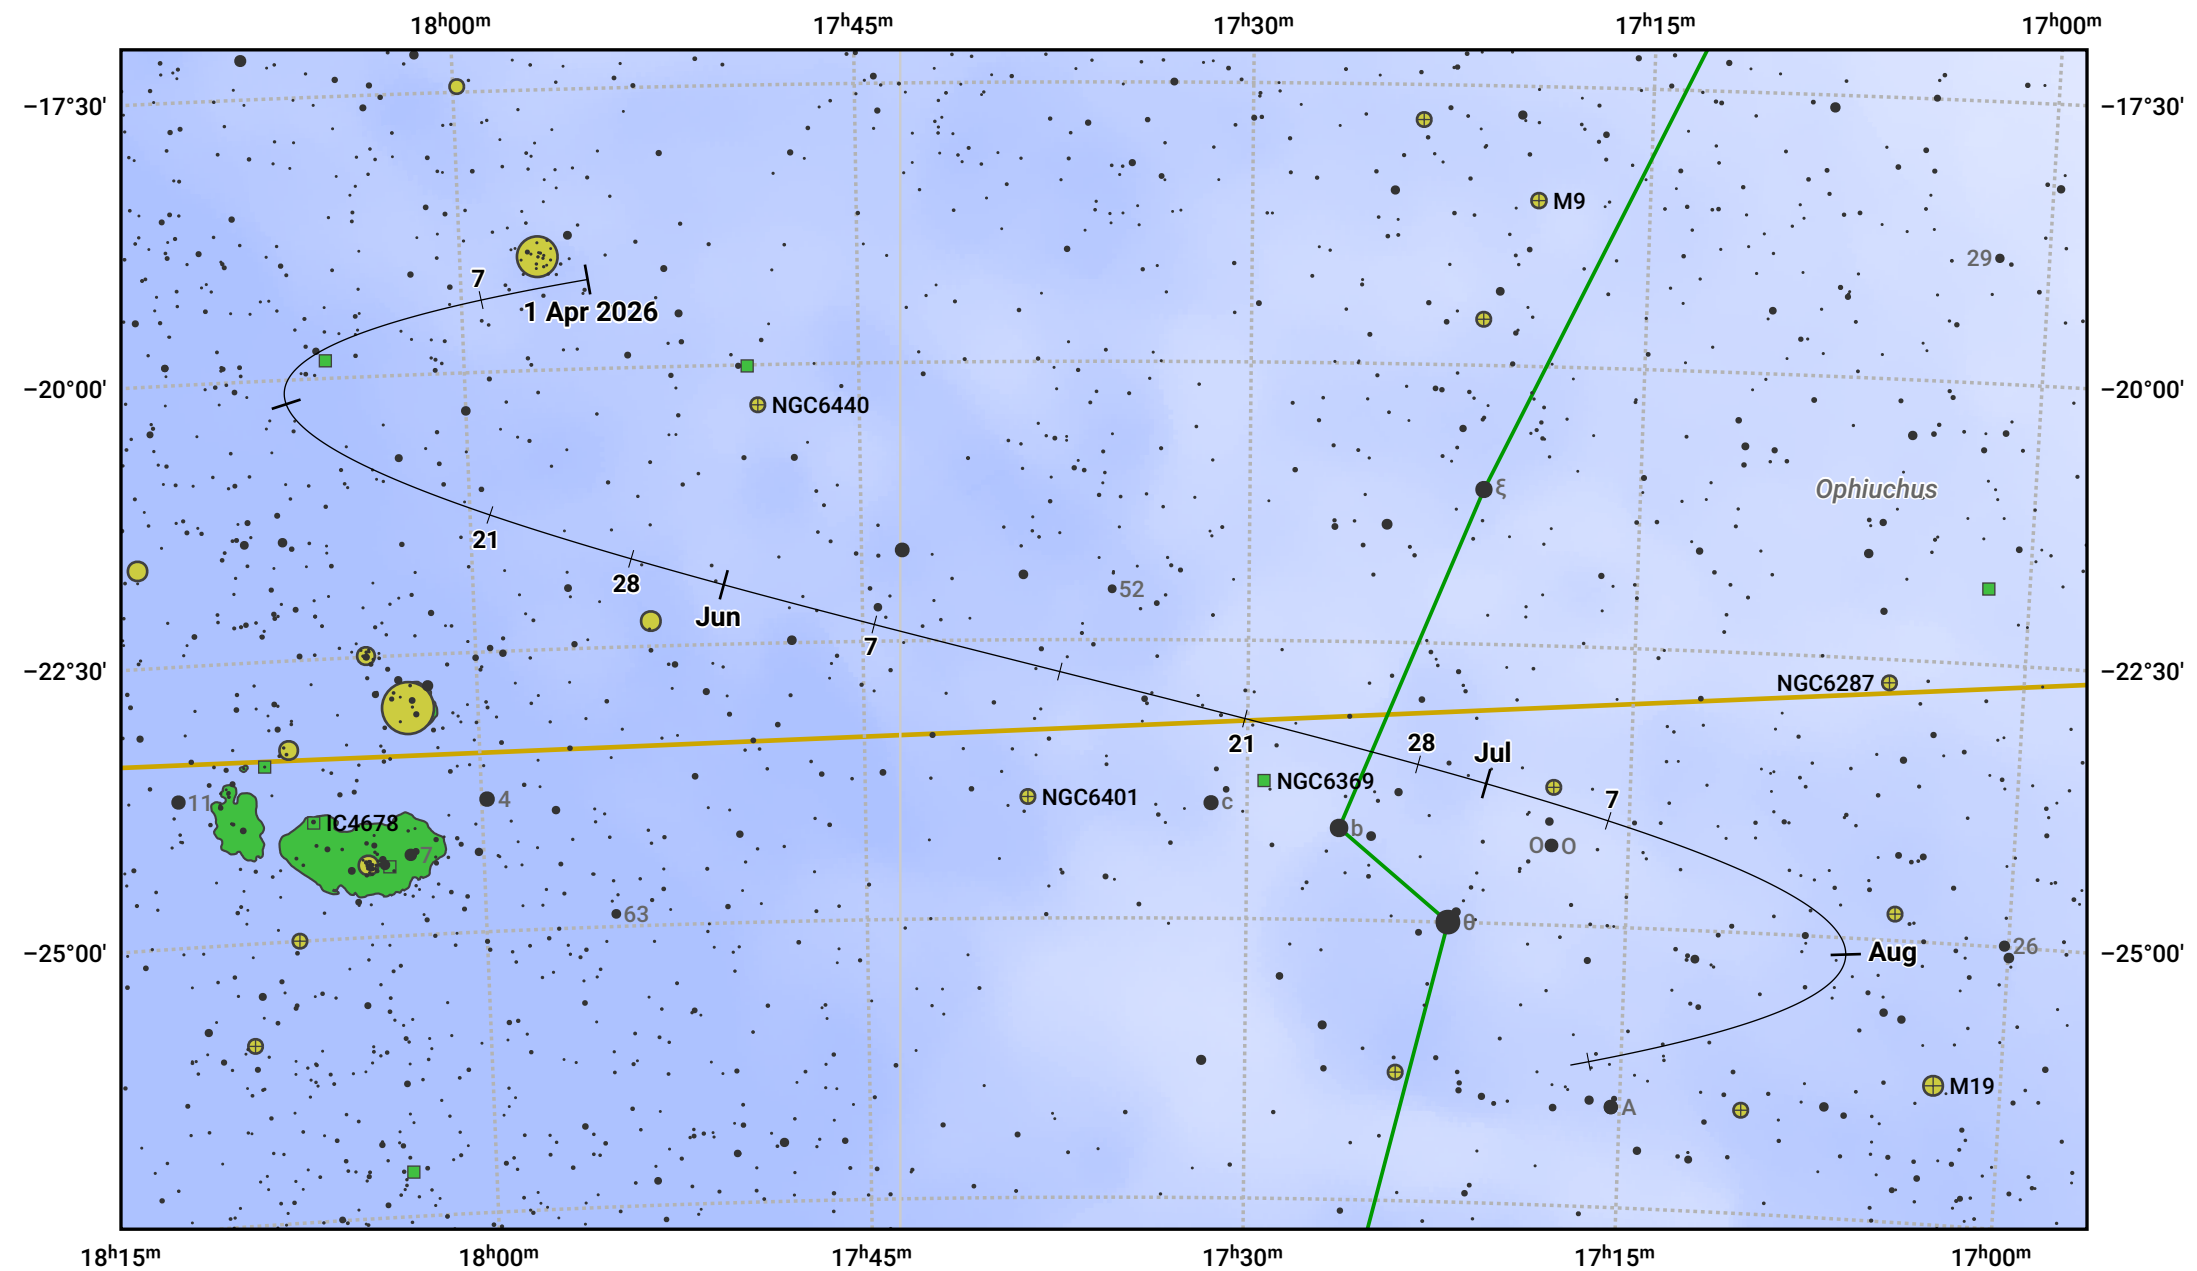 18ʰ00ᵐ 17ʰ45ᵐ 17ʰ30ᵐ 17ʰ15ᵐ 17ʰ00ᵐ
−17°30' −17°30'
M9
29
7
1 Apr 2026
−20°00' −20°00'
NGC6440
ξ
Ophiuchus
21
28
52
Jun
7
−22°30' −22°30'
NGC6287
21
28
Jul
NGC6369
NGC6401
c
7
11
4
IC4678
b
O O
7
63
θ
−25°00' −25°00'
Aug
26
M19
A
18ʰ15ᵐ 18ʰ00ᵐ 17ʰ45ᵐ 17ʰ30ᵐ 17ʰ15ᵐ 17ʰ00ᵐ